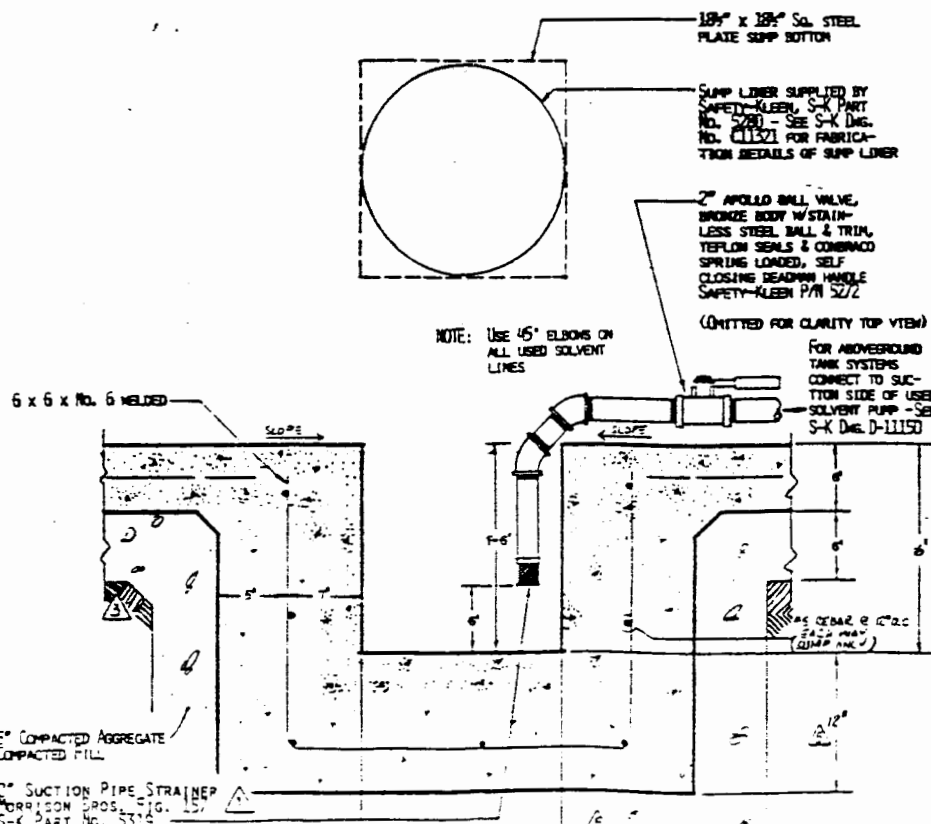 18½" x 18½" SQ. STEEL
PLATE SUMP BOTTOM
SUMP LINER SUPPLIED BY
SAFETY-KLEEN, S-K PART
NO. 5280 - SEE S-K DWG.
NO. C11321 FOR FABRICA-
TION DETAILS OF SUMP LINER
2" APOLLO BALL VALVE,
BRONZE BODY W/STAIN-
LESS STEEL BALL & TRIM,
TEFLON SEALS & CONBRACO
SPRING LOADED, SELF
CLOSING DEADMAN HANDLE
SAFETY-KLEEN P/N 5272
(OMITTED FOR CLARITY TOP VIEW)
NOTE: USE 45° ELBOWS ON
ALL USED SOLVENT
LINES
FOR ABOVEGROUND
TANK SYSTEMS
CONNECT TO SUC-
TION SIDE OF USED
SOLVENT PUMP - SEE
S-K DWG. D-11150
6 x 6 x NO. 6 WELDED
SLOPE
SLOPE
6"
6"
1'-6"
5"
7"
6"
3
REBAR @ 12" O.C.
EACH WAY
12"
COMPACTED AGGREGATE
COMPACTED FILL
2" SUCTION PIPE STRAINER
MORRISON BROS. FIG. 157
S-K PART NO. 5319